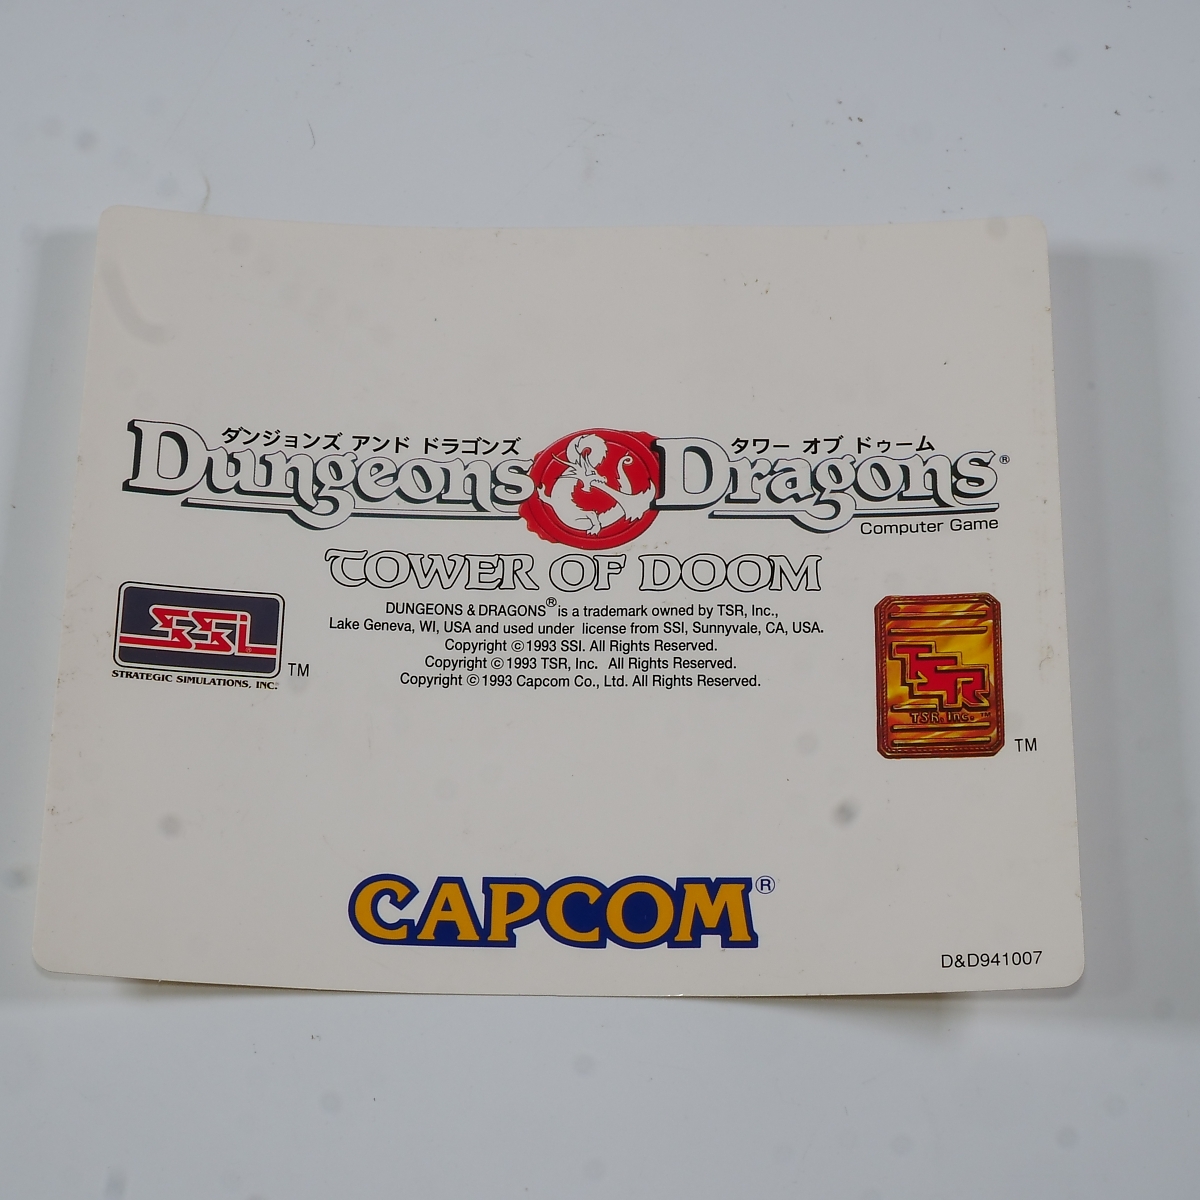 ダンジョンズ アンド ドラゴンズ タワー オブ ドゥーム
Dungeons & Dragons®
Computer Game
TOWER OF DOOM
DUNGEONS & DRAGONS® is a trademark owned by TSR, Inc.,
Lake Geneva, WI, USA and used under license from SSI, Sunnyvale, CA, USA.
Copyright ©1993 SSI. All Rights Reserved.
Copyright ©1993 TSR, Inc. All Rights Reserved.
Copyright ©1993 Capcom Co., Ltd. All Rights Reserved.
SSI® TM
STRATEGIC SIMULATIONS, INC.
TSR
TSR, Inc.™
TM
CAPCOM®
D&D941007